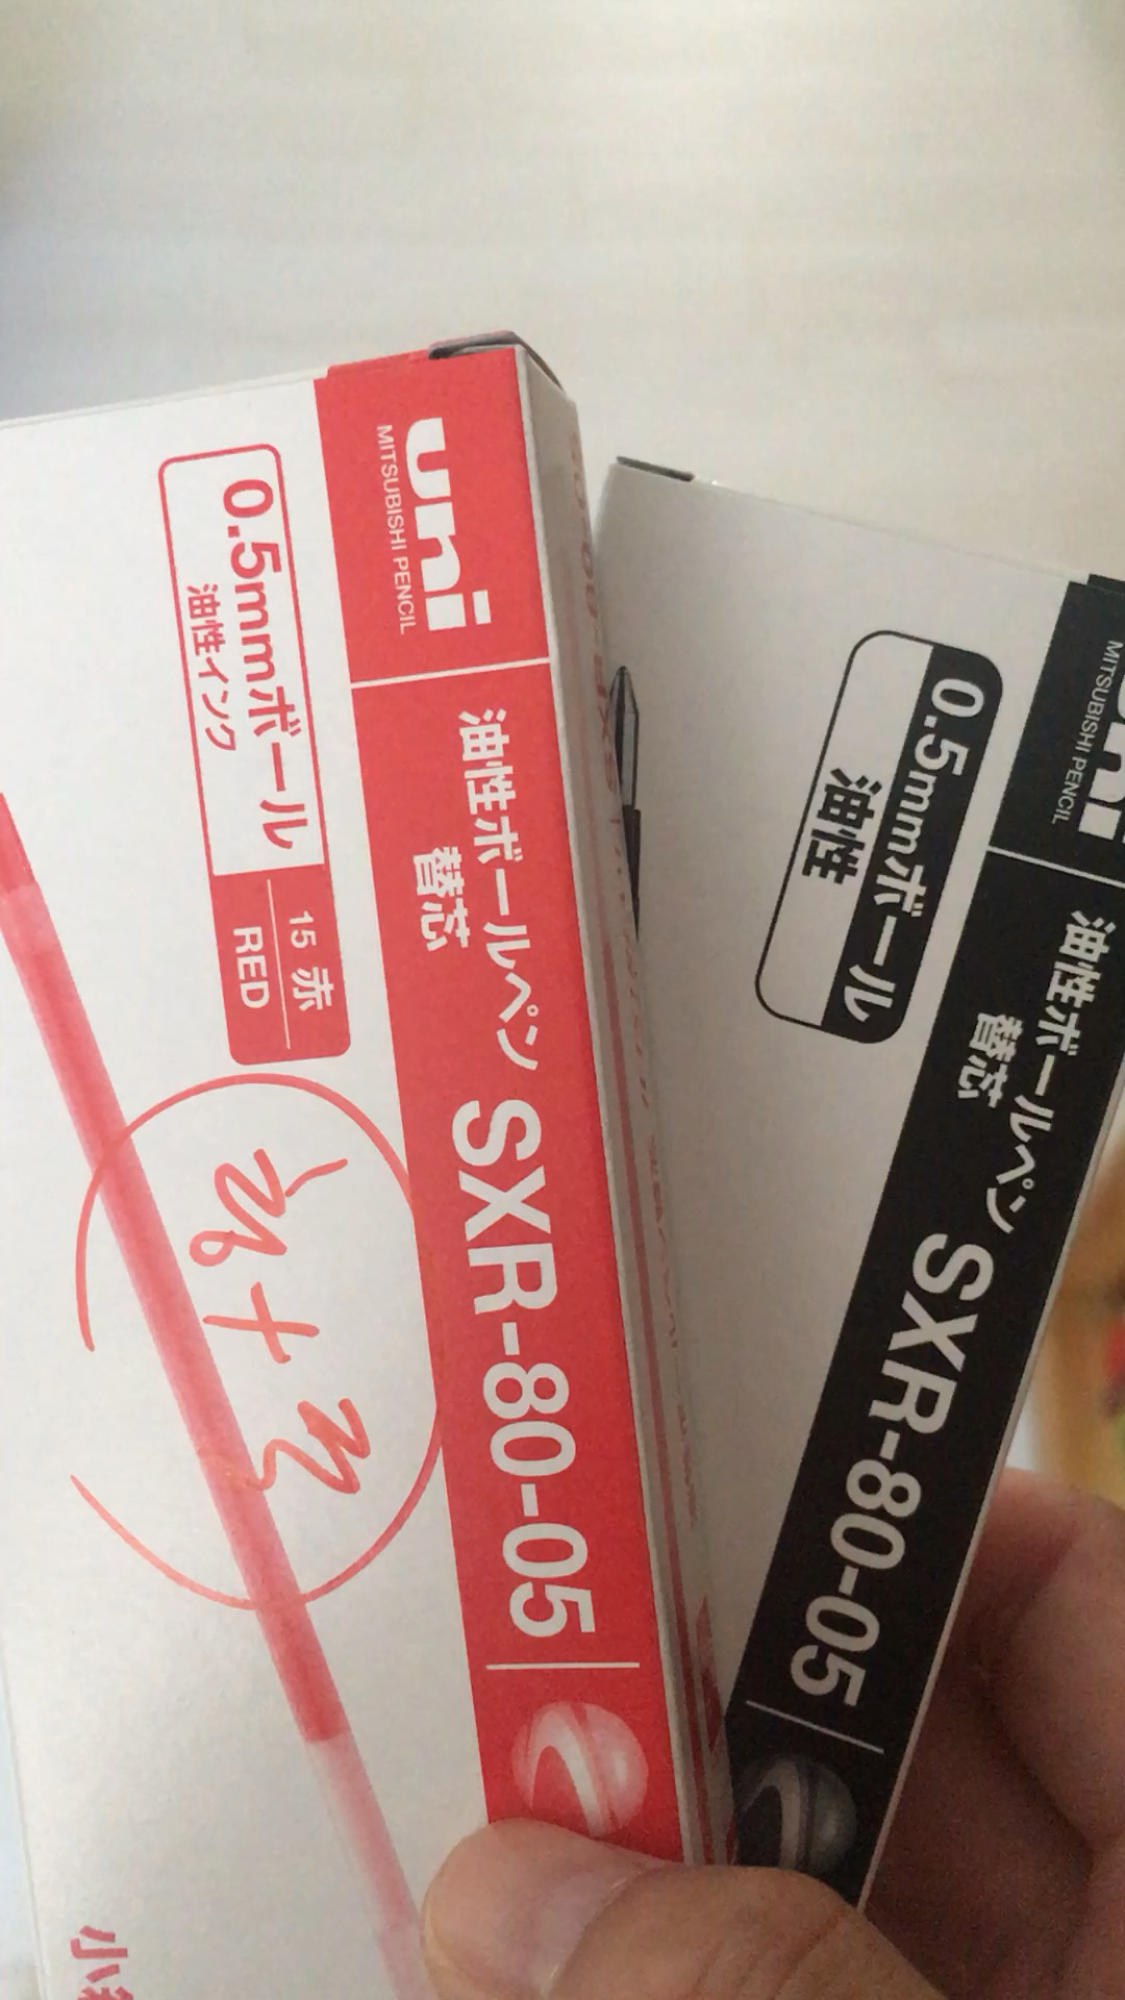 uni
MITSUBISHI PENCIL
油性ボールペン
替芯
SXR-80-05
0.5mmボール
油性インク
15 赤
RED
MITSUBISHI PENCIL
油性ボールペン
替芯
SXR-80-05
0.5mmボール
油性